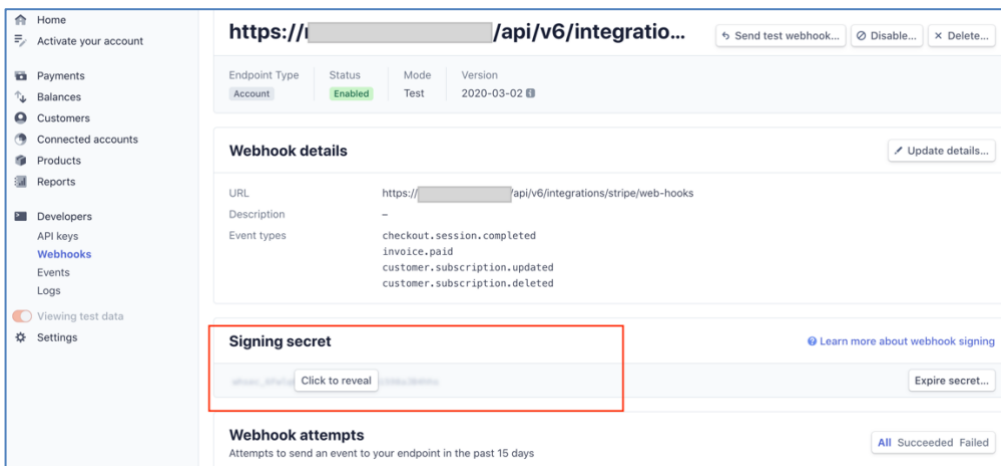 Home
Activate your account
Payments
Balances
Customers
Connected accounts
Products
Reports
Developers
API keys
Webhooks
Events
Logs
Viewing test data
Settings
https:// /api/v6/integratio...
Send test webhook...
Disable...
Delete...
Endpoint Type Status Mode Version
Account Enabled Test 2020-03-02
Webhook details
Update details...
URL https:// /api/v6/integrations/stripe/web-hooks
Description –
Event types checkout.session.completed
invoice.paid
customer.subscription.updated
customer.subscription.deleted
Signing secret
Learn more about webhook signing
Click to reveal
Expire secret...
Webhook attempts
Attempts to send an event to your endpoint in the past 15 days
All Succeeded Failed